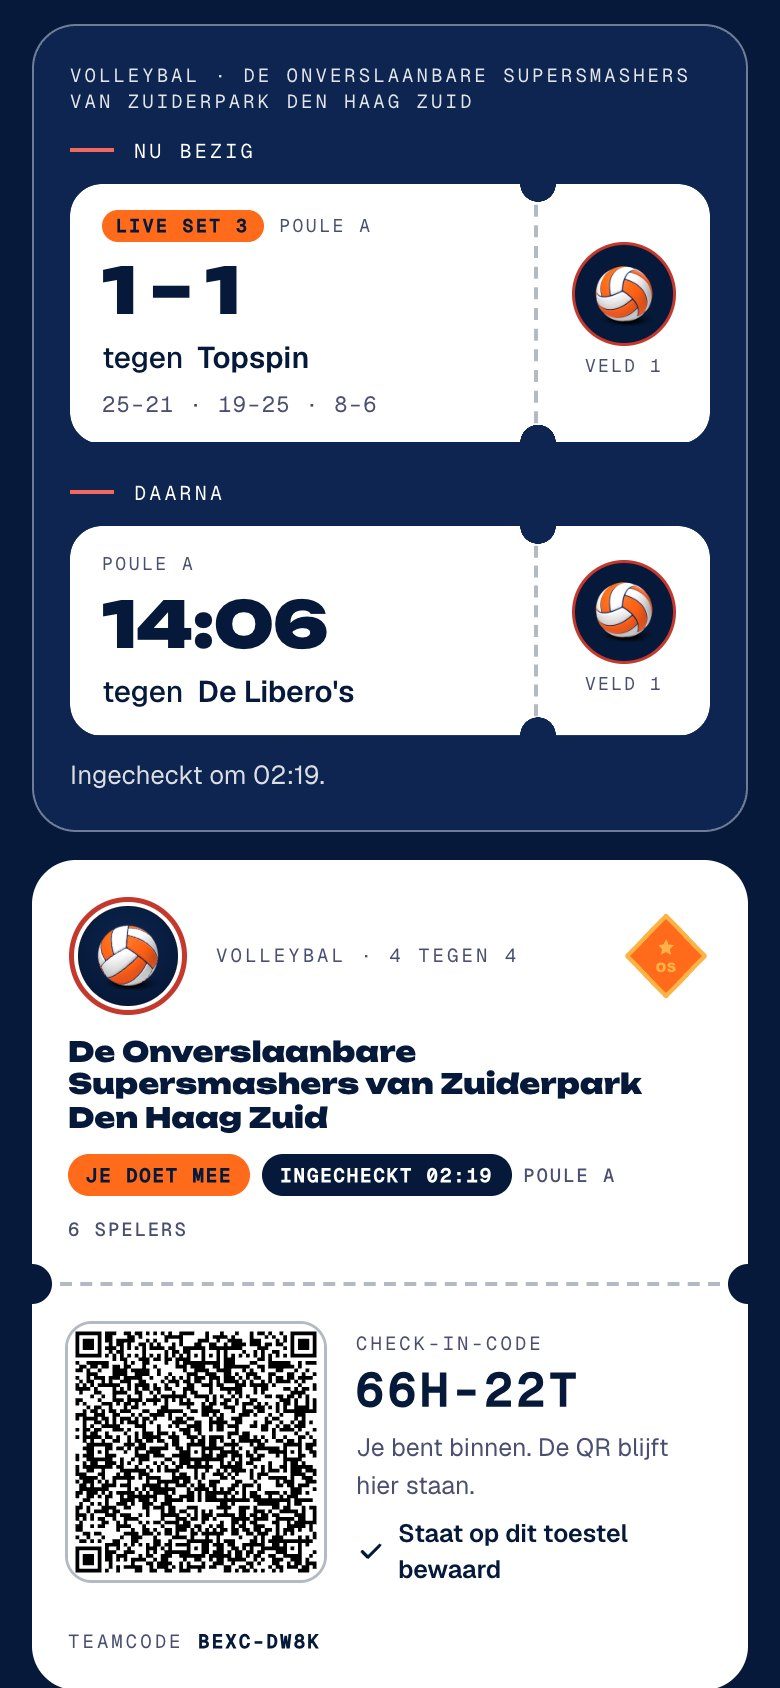 VOLLEYBAL · DE ONVERSLAANBARE SUPERSMASHERS
VAN ZUIDERPARK DEN HAAG ZUID
NU BEZIG
LIVE SET 3 POULE A
1–1
tegen Topspin
25–21 · 19–25 · 8–6
VELD 1
DAARNA
POULE A
14:06
tegen De Libero's
VELD 1
Ingecheckt om 02:19.
VOLLEYBAL · 4 TEGEN 4
OS
De Onverslaanbare
Supersmashers van Zuiderpark
Den Haag Zuid
JE DOET MEE INGECHECKT 02:19 POULE A
6 SPELERS
CHECK-IN-CODE
66H-22T
Je bent binnen. De QR blijft
hier staan.
Staat op dit toestel
bewaard
TEAMCODE BEXC-DW8K